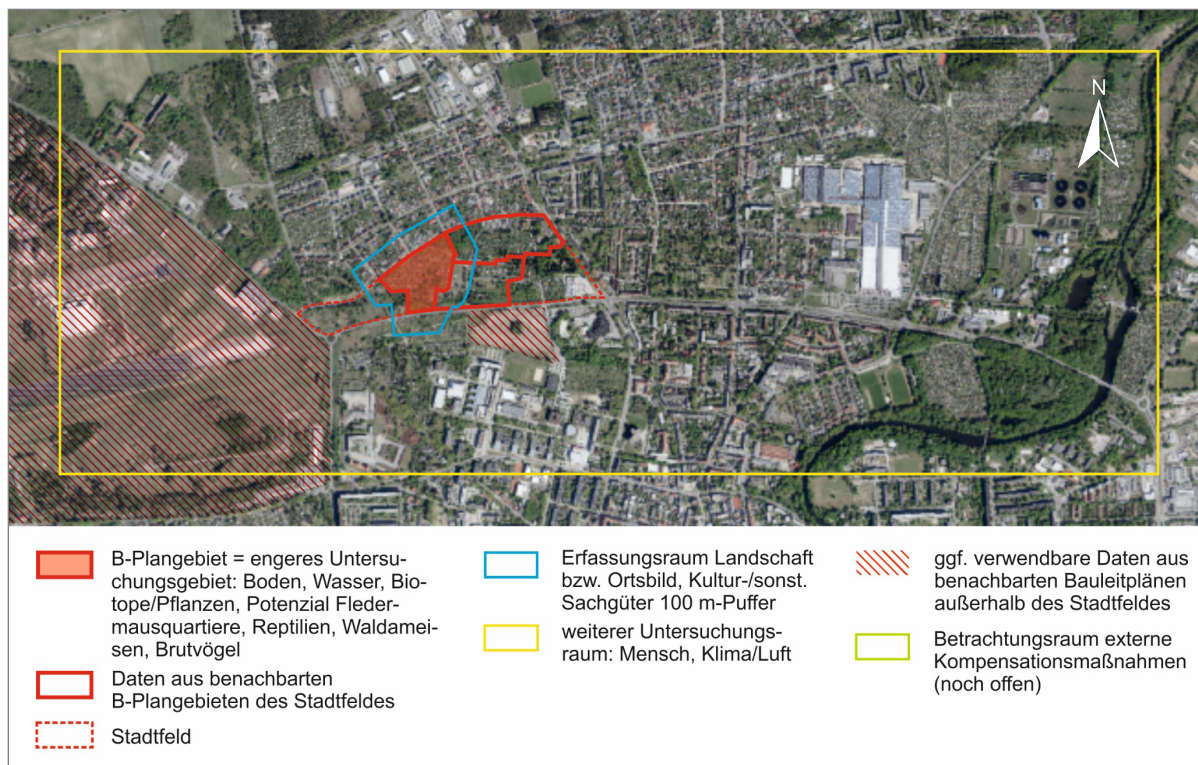 N
B-Plangebiet = engeres Untersu-
chungsgebiet: Boden, Wasser, Bio-
tope/Pflanzen, Potenzial Fleder-
mausquartiere, Reptilien, Waldamei-
sen, Brutvögel
Daten aus benachbarten
B-Plangebieten des Stadtfeldes
Stadtfeld
Erfassungsraum Landschaft
bzw. Ortsbild, Kultur-/sonst.
Sachgüter 100 m-Puffer
weiterer Untersuchungs-
raum: Mensch, Klima/Luft
ggf. verwendbare Daten aus
benachbarten Bauleitplänen
außerhalb des Stadtfeldes
Betrachtungsraum externe
Kompensationsmaßnahmen
(noch offen)